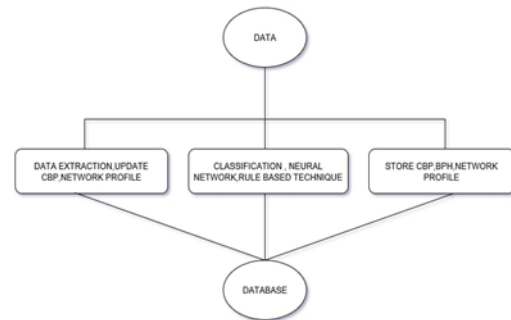 DATA
DATA EXTRACTION,UPDATE
CBP,NETWORK PROFILE
CLASSIFICATION , NEURAL
NETWORK,RULE BASED TECHNIQUE
STORE CBP,BPH,NETWORK
PROFILE
DATABASE